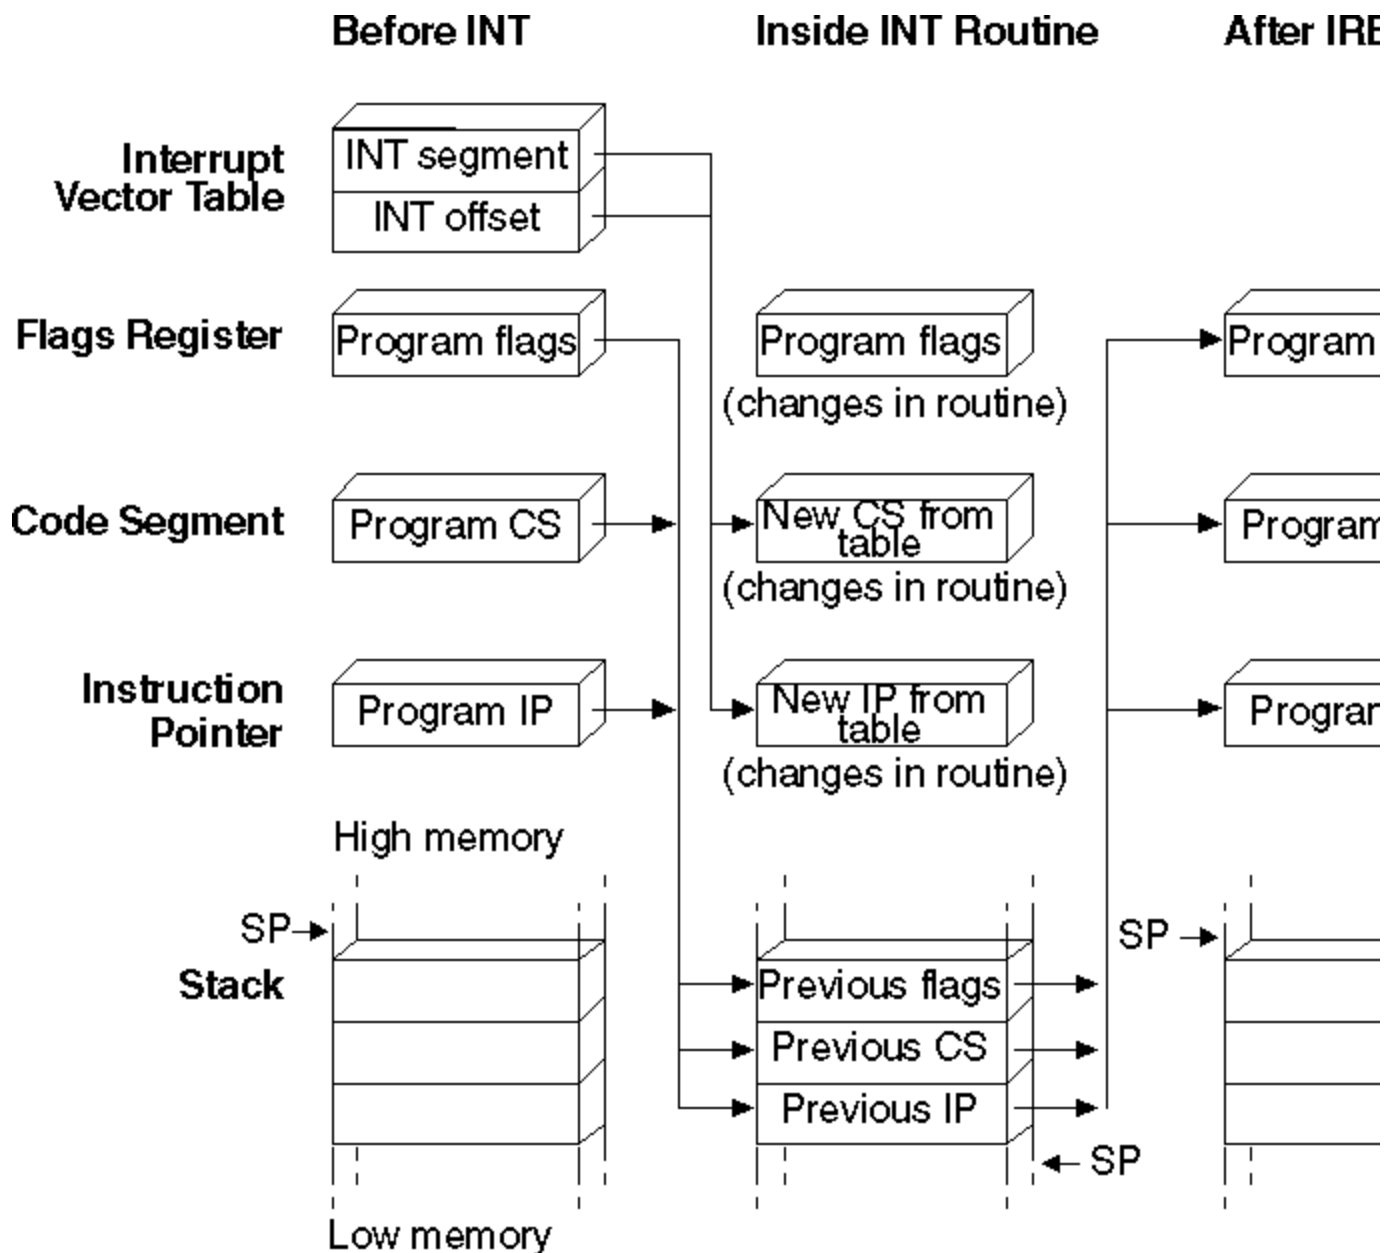 Before INT
Inside INT Routine
After IRE
Interrupt
Vector Table
INT segment
INT offset
Flags Register
Program flags
Program flags
(changes in routine)
Program
Code Segment
Program CS
New CS from
table
(changes in routine)
Program
Instruction
Pointer
Program IP
New IP from
table
(changes in routine)
Program
High memory
SP
SP
Stack
Previous flags
Previous CS
Previous IP
SP
Low memory